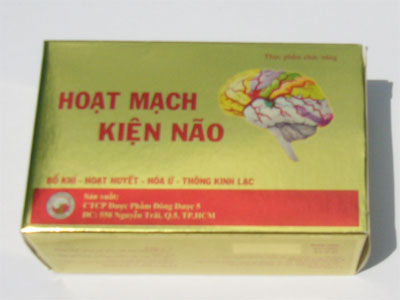 Thực phẩm chức năng
HOẠT MẠCH
KIỆN NÃO
BỔ KHÍ - HOẠT HUYẾT - HÓA Ứ - THÔNG KINH LẠC
Sản xuất:
CTCP Dược Phẩm Đông Dược 5
ĐC: 558 Nguyễn Trãi, Q.5, TP.HCM